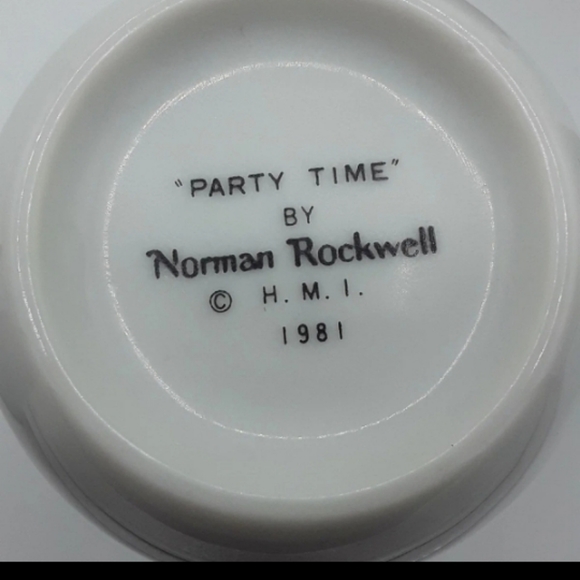 "PARTY TIME"
BY
Norman Rockwell
© H. M. I.
1981